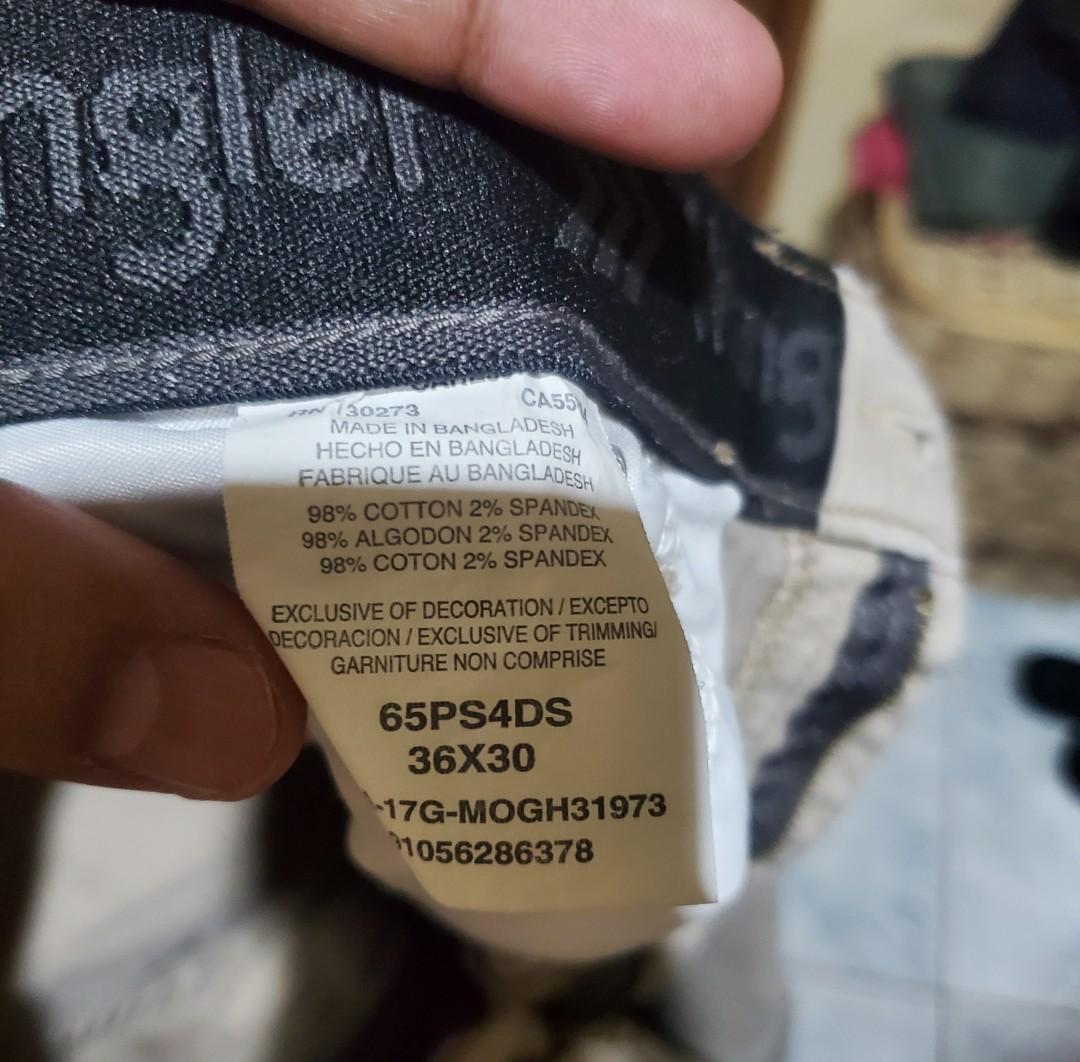 ngler
RN 130273
MADE IN BANGLADESH
HECHO EN BANGLADESH
FABRIQUE AU BANGLADESH
98% COTTON 2% SPANDEX
98% ALGODON 2% SPANDEX
98% COTON 2% SPANDEX
EXCLUSIVE OF DECORATION / EXCEPTO
DECORACION / EXCLUSIVE OF TRIMMING/
GARNITURE NON COMPRISE
65PS4DS
36X30
-17G-MOGH31973
1056286378